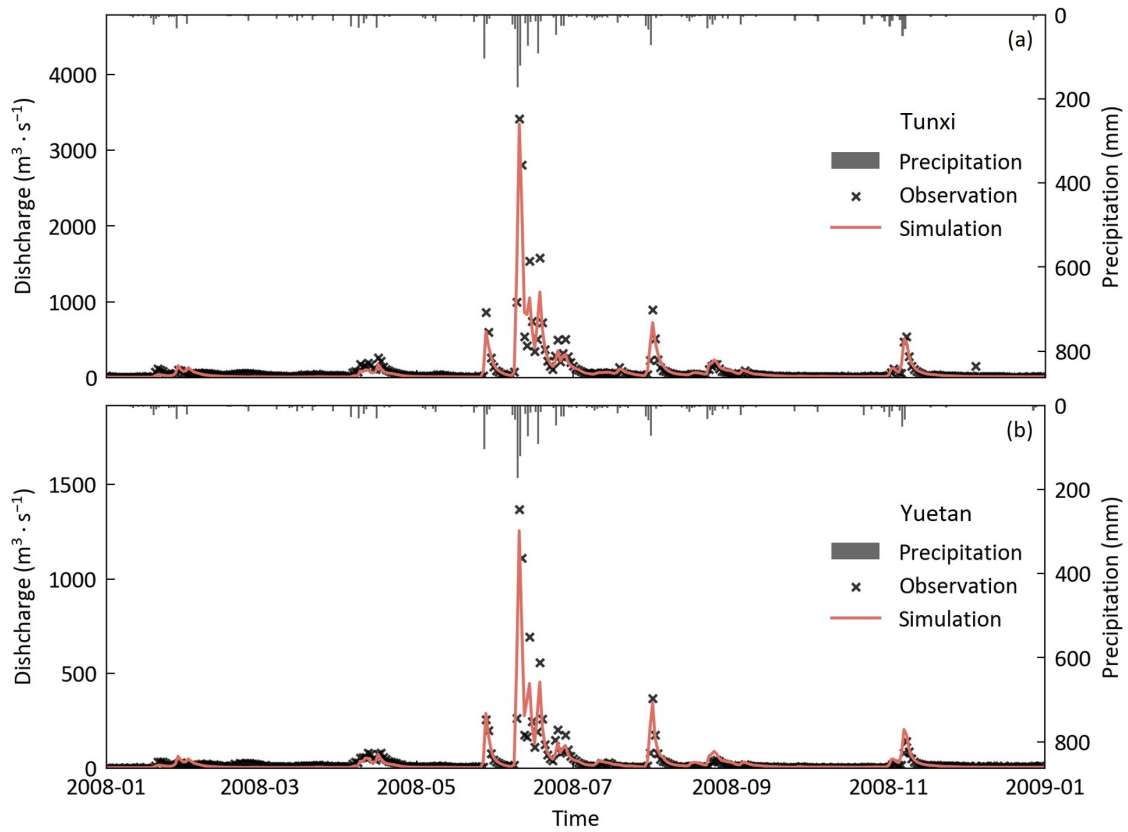 (a)
Dishcharge (m³ · s⁻¹)
4000
3000
2000
1000
0
0
200
400
600
800
Precipitation (mm)
Tunxi
Precipitation
Observation
Simulation
(b)
Dishcharge (m³ · s⁻¹)
1500
1000
500
0
0
200
400
600
800
Precipitation (mm)
Yuetan
Precipitation
Observation
Simulation
2008-01 2008-03 2008-05 2008-07 2008-09 2008-11 2009-01
Time